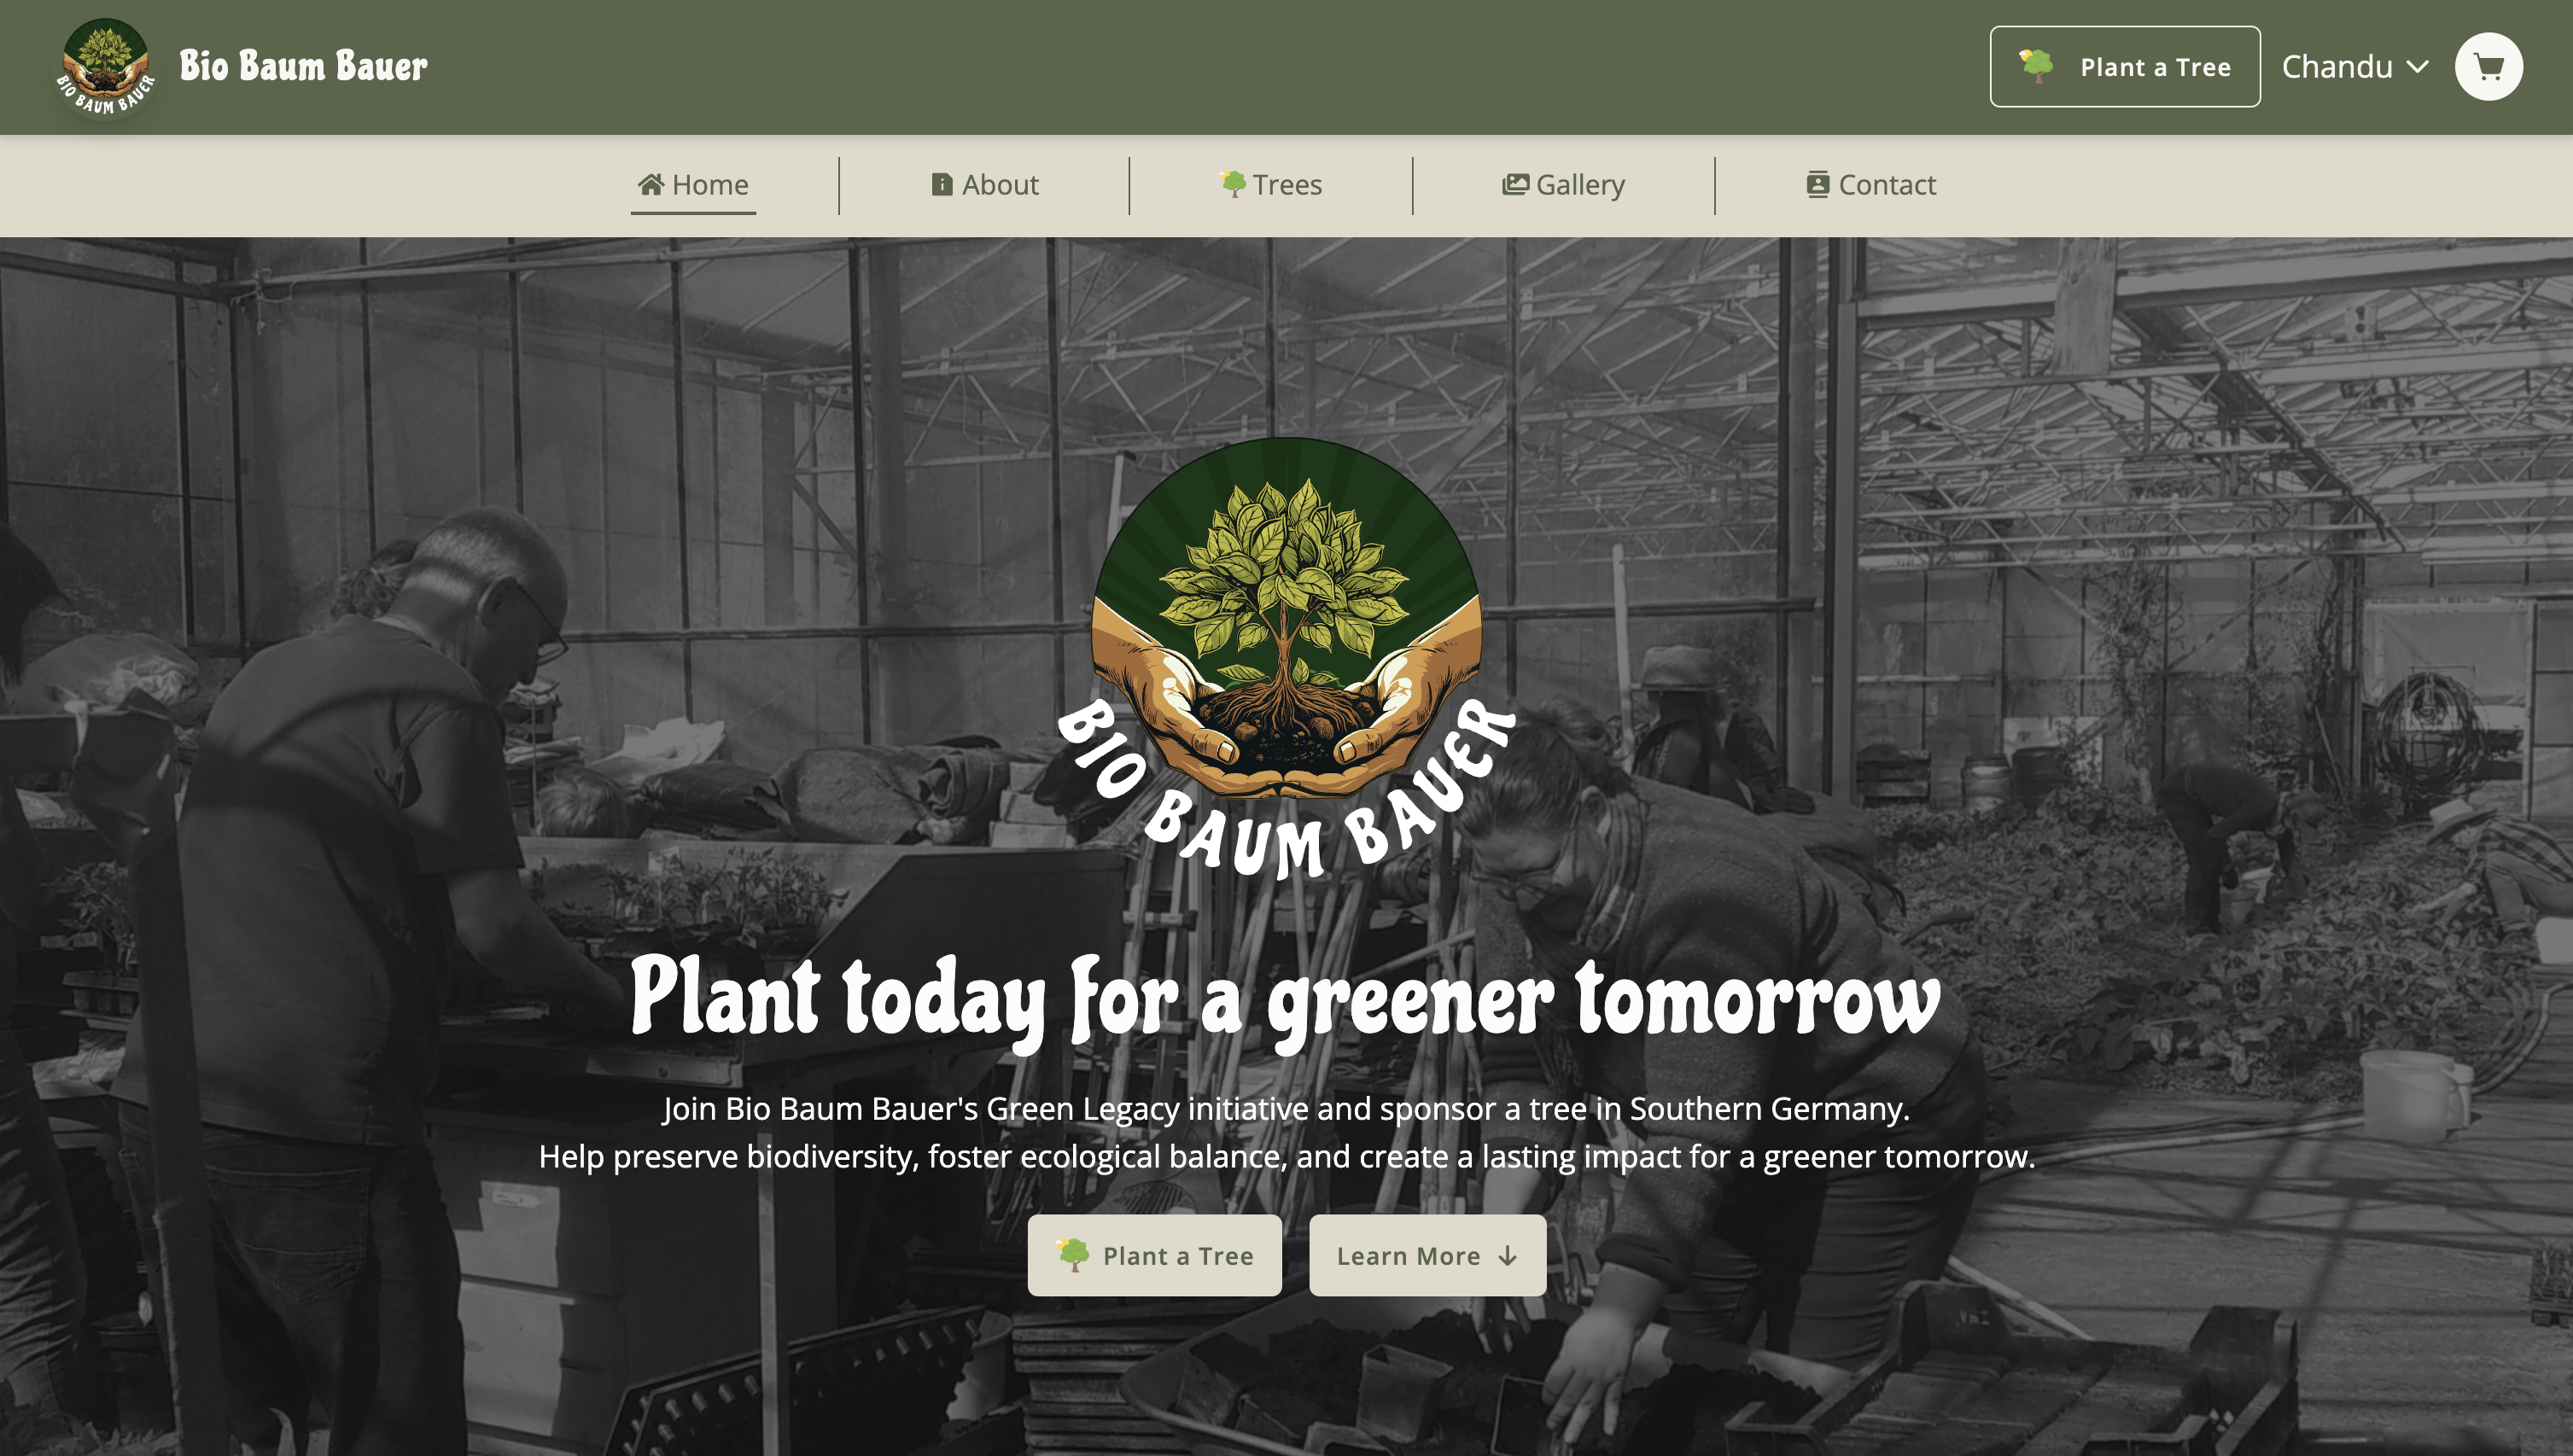 BIO BAUM BAUER
Bio Baum Bauer
Plant a Tree
Chandu
Home
About
Trees
Gallery
Contact
BIO BAUM BAUER
Plant today for a greener tomorrow
Join Bio Baum Bauer's Green Legacy initiative and sponsor a tree in Southern Germany.
Help preserve biodiversity, foster ecological balance, and create a lasting impact for a greener tomorrow.
Plant a Tree
Learn More